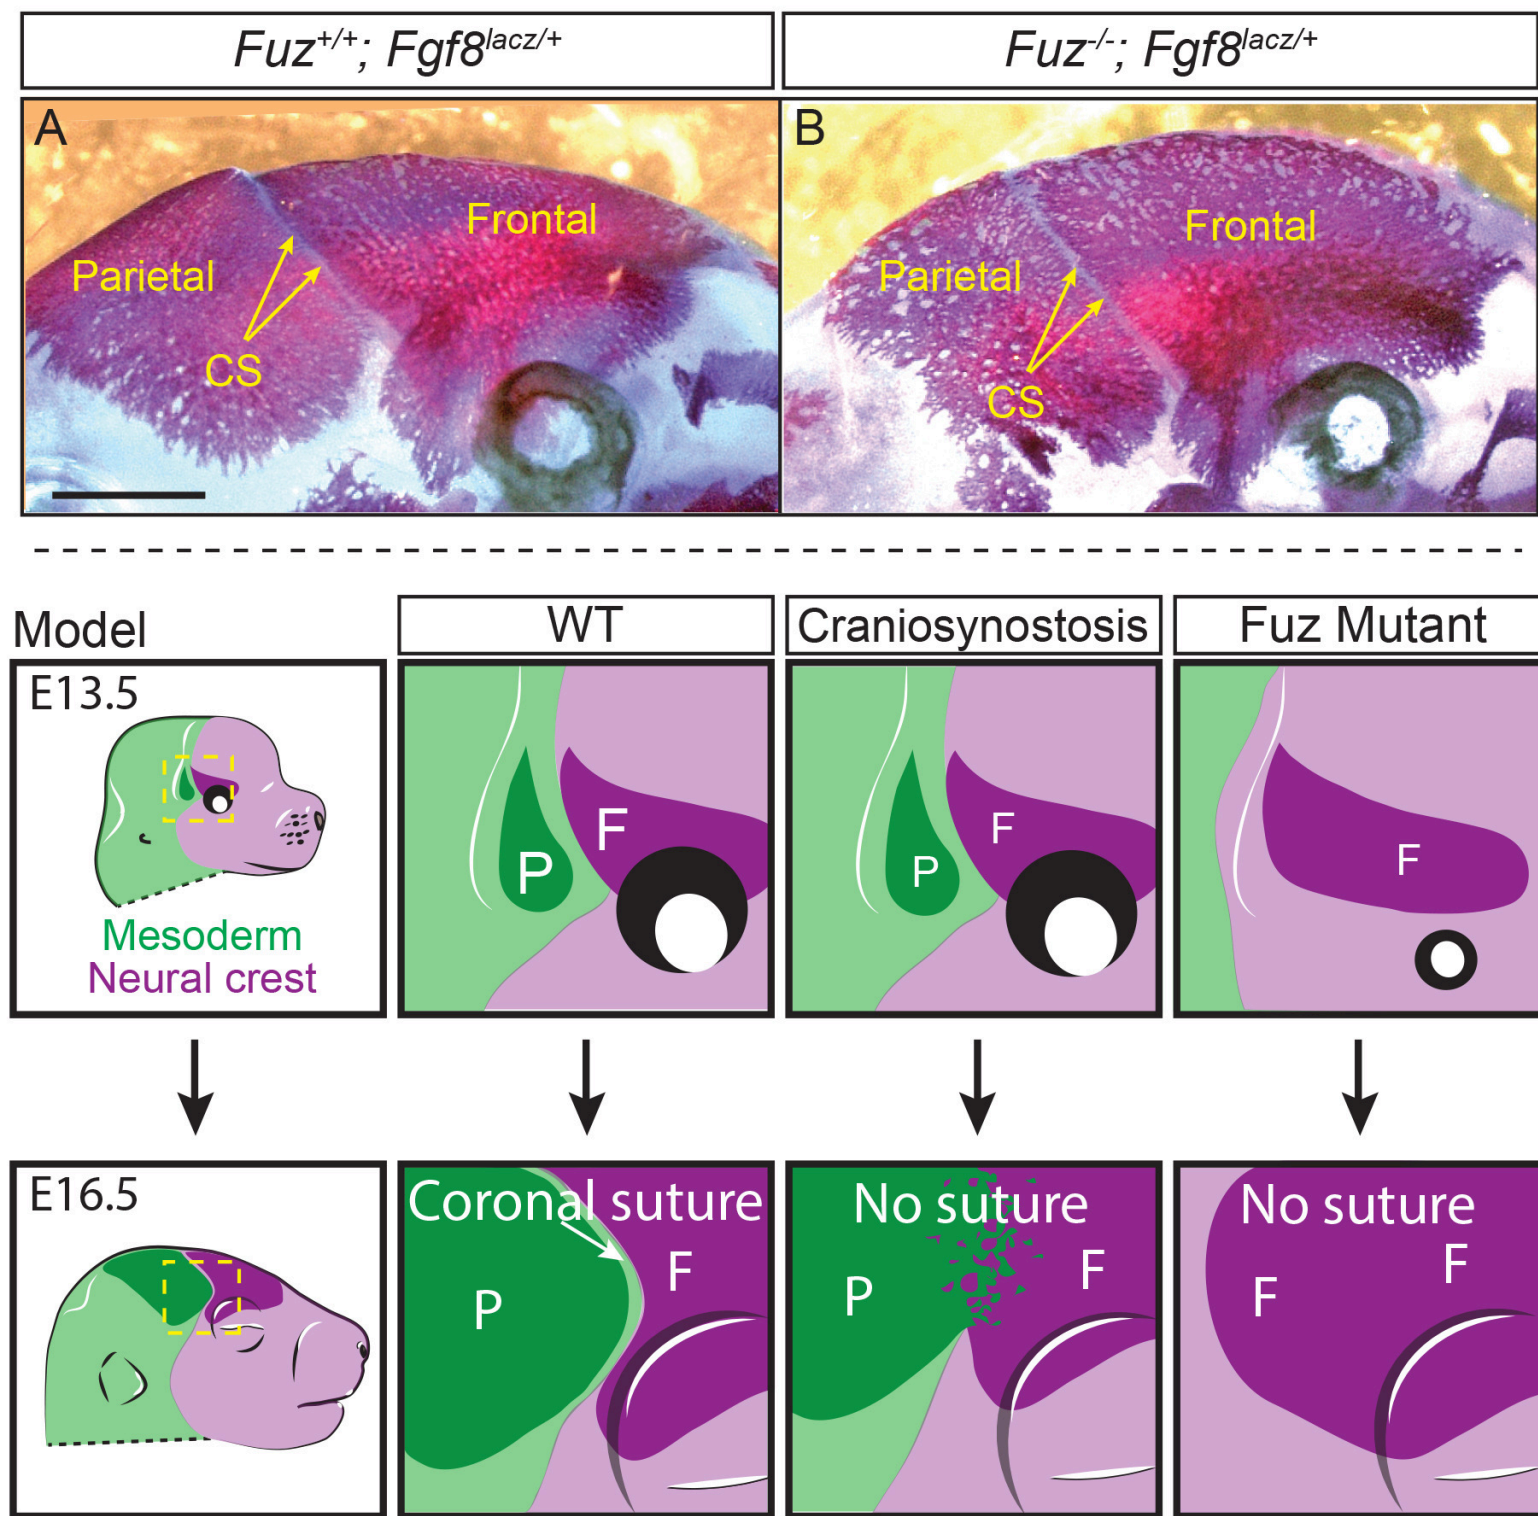 Fuz+/+; Fgf8lacz/+
Fuz-/-; Fgf8lacz/+
A
Frontal
Parietal
CS
B
Frontal
Parietal
CS
Model
WT
Craniosynostosis
Fuz Mutant
E13.5
Mesoderm
Neural crest
P
F
P
F
F
E16.5
Coronal suture
P
F
No suture
P
F
No suture
F
F